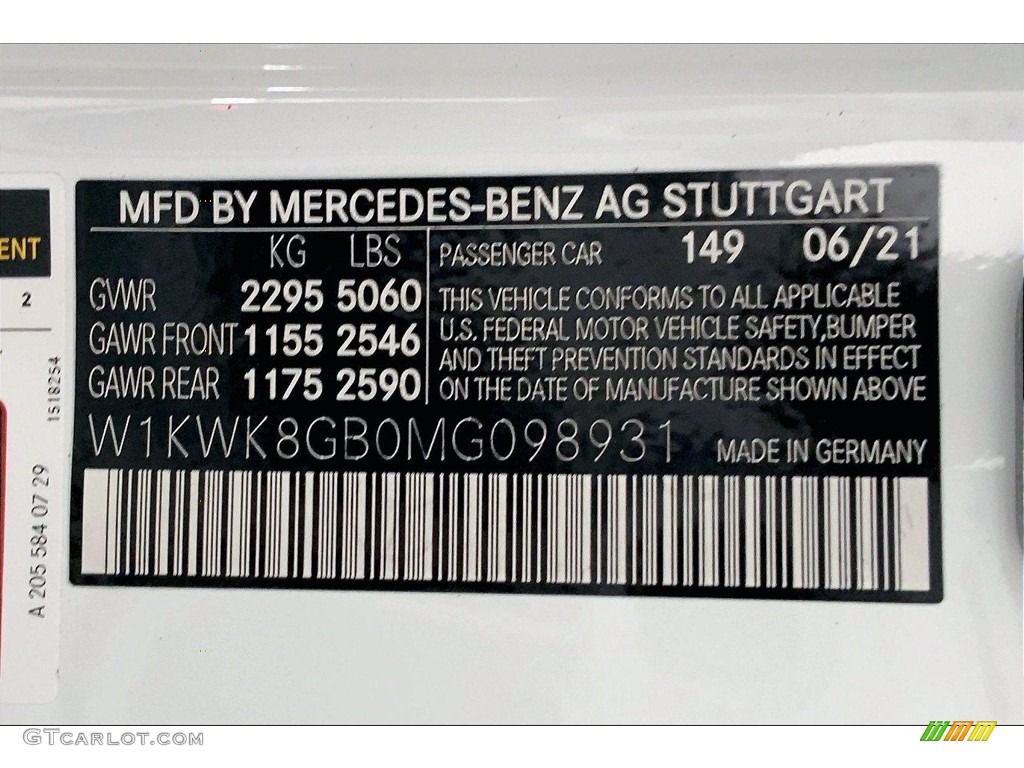 MFD BY MERCEDES-BENZ AG STUTTGART
KG LBS
GVWR 2295 5060
GAWR FRONT 1155 2546
GAWR REAR 1175 2590
PASSENGER CAR 149 06/21
THIS VEHICLE CONFORMS TO ALL APPLICABLE
U.S. FEDERAL MOTOR VEHICLE SAFETY,BUMPER
AND THEFT PREVENTION STANDARDS IN EFFECT
ON THE DATE OF MANUFACTURE SHOWN ABOVE
W1KWK8GB0MG098931 MADE IN GERMANY
ENT
2
1518254
A 205 584 07 29
GTCARLOT.COM